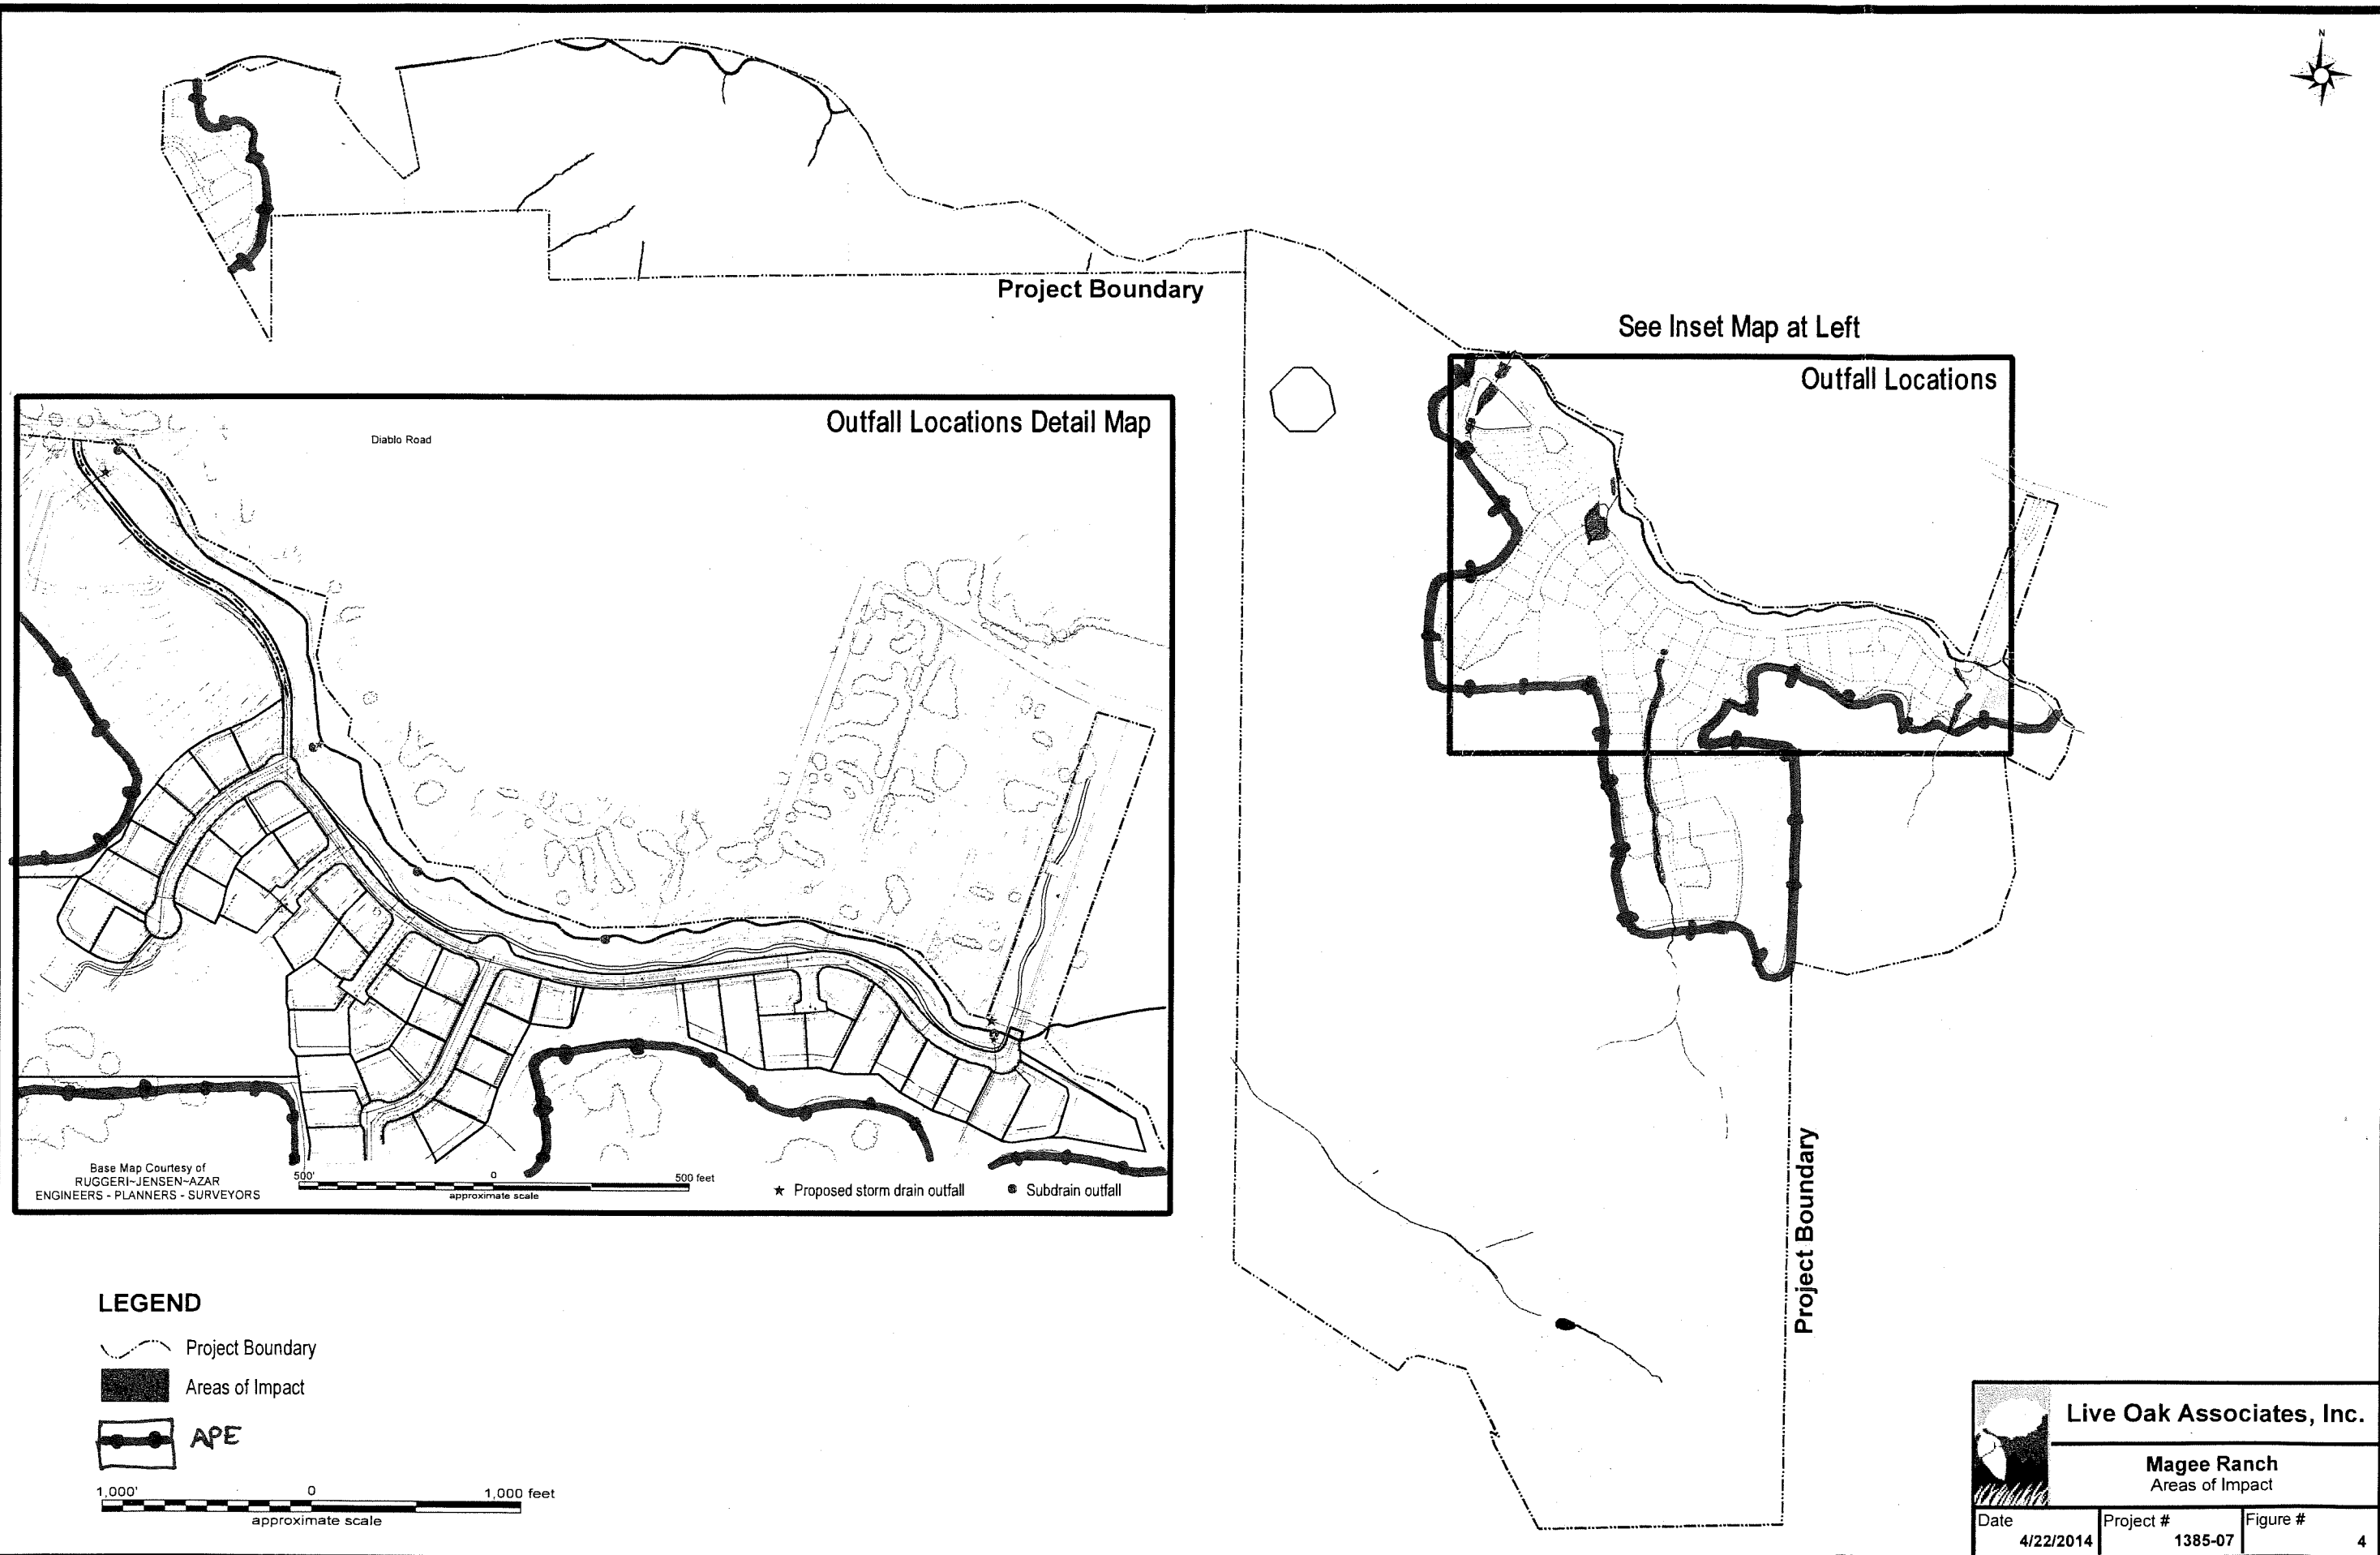 N
Project Boundary
See Inset Map at Left
Outfall Locations
Outfall Locations Detail Map
Diablo Road
Base Map Courtesy of
RUGGERI~JENSEN~AZAR
ENGINEERS - PLANNERS - SURVEYORS
500' 0 500 feet
approximate scale
★ Proposed storm drain outfall
Subdrain outfall
Project Boundary
LEGEND
Project Boundary
Areas of Impact
APE
1,000' 0 1,000 feet
approximate scale
Live Oak Associates, Inc.
Magee Ranch
Areas of Impact
Date Project # Figure #
4/22/2014 1385-07 4